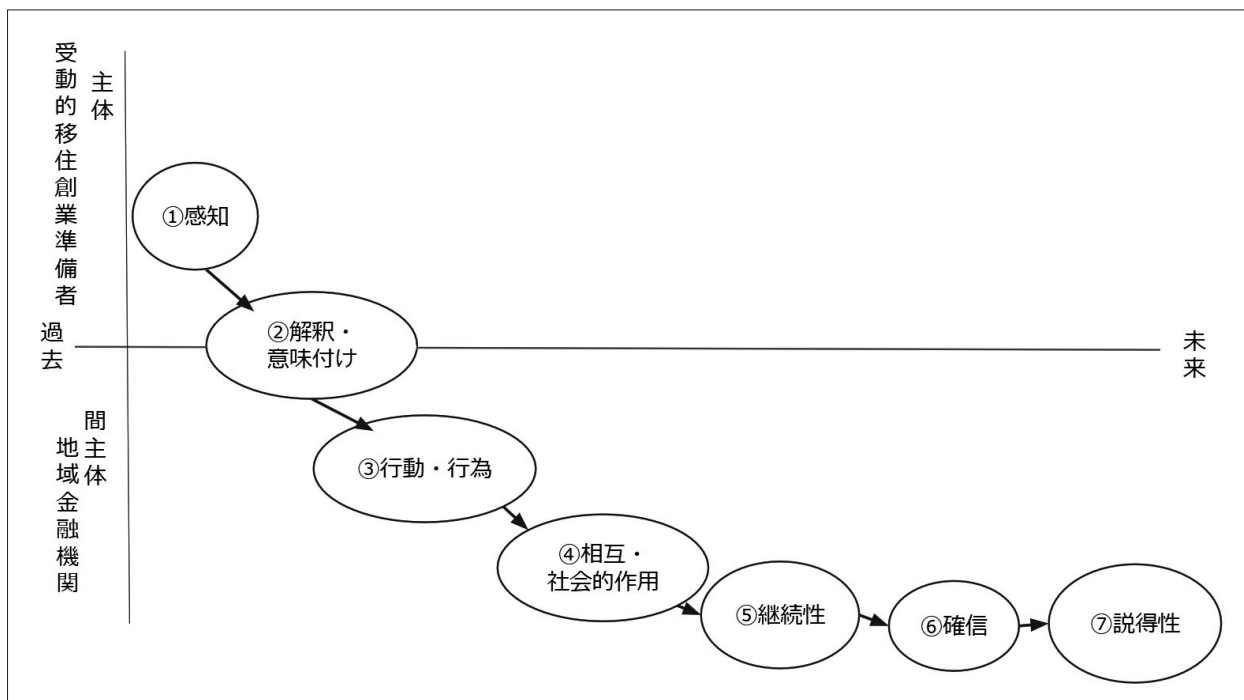 受動的移住創業準備者
主体
①感知
②解釈・
意味付け
過去
未来
間主体
地域金融機関
③行動・行為
④相互・
社会的作用
⑤継続性
⑥確信
⑦説得性